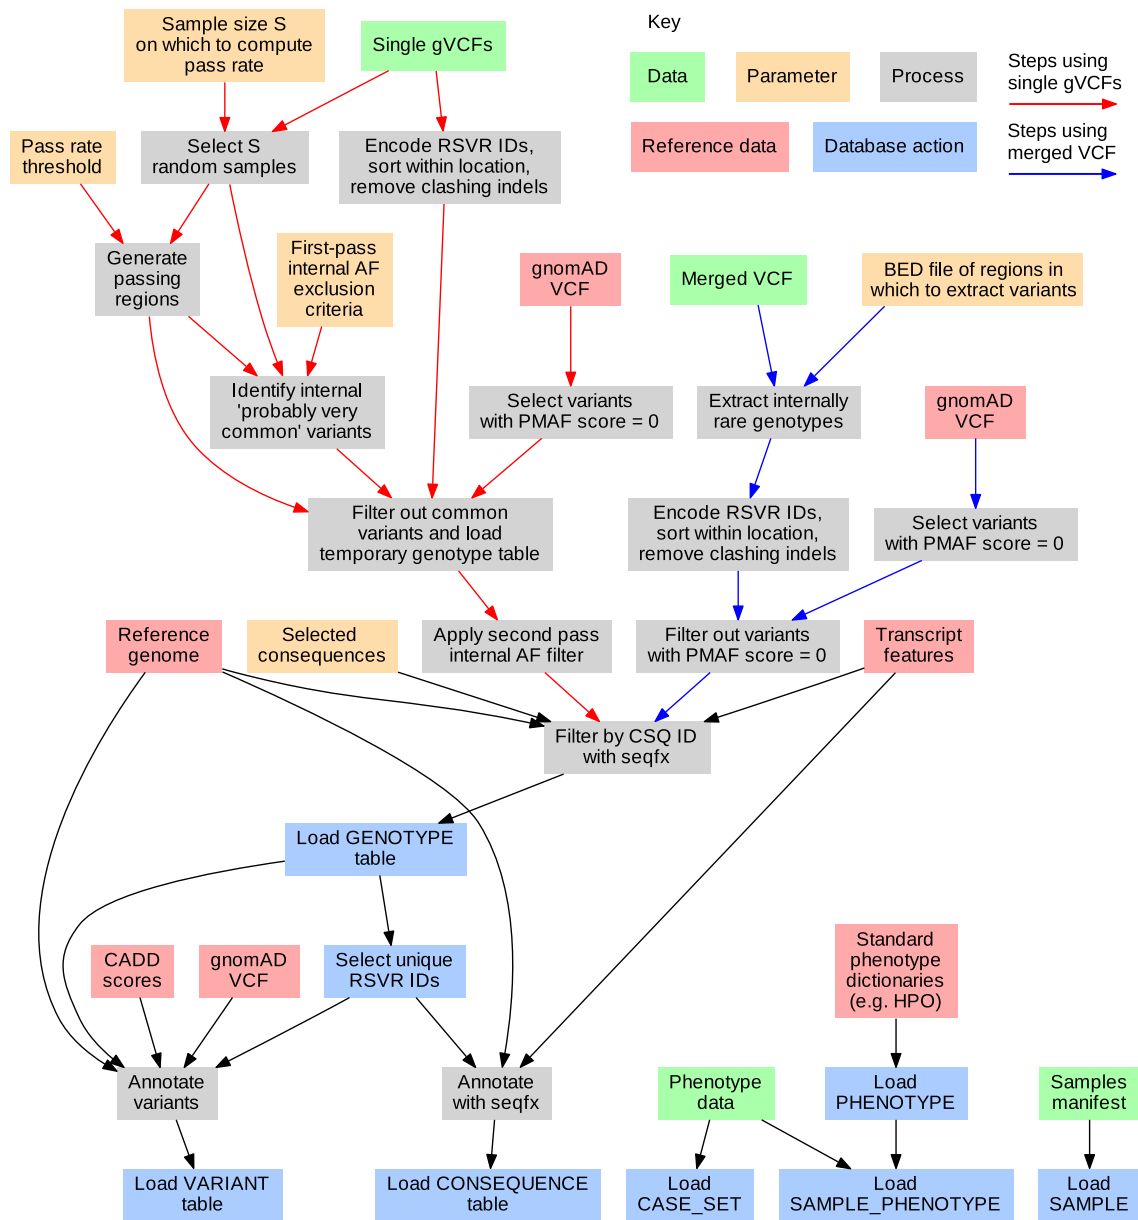 Sample size S
on which to compute
pass rate
Single gVCFs
Key
Data
Parameter
Process
Steps using
single gVCFs
Reference data
Database action
Steps using
merged VCF
Pass rate
threshold
Select S
random samples
Encode RSVR IDs,
sort within location,
remove clashing indels
Generate
passing
regions
First-pass
internal AF
exclusion
criteria
gnomAD
VCF
Merged VCF
BED file of regions in
which to extract variants
Identify internal
'probably very
common' variants
Select variants
with PMAF score = 0
Extract internally
rare genotypes
gnomAD
VCF
Filter out common
variants and load
temporary genotype table
Encode RSVR IDs,
sort within location,
remove clashing indels
Select variants
with PMAF score = 0
Reference
genome
Selected
consequences
Apply second pass
internal AF filter
Filter out variants
with PMAF score = 0
Transcript
features
Filter by CSQ ID
with seqfx
Load GENOTYPE
table
CADD
scores
gnomAD
VCF
Select unique
RSVR IDs
Standard
phenotype
dictionaries
(e.g. HPO)
Annotate
variants
Annotate
with seqfx
Phenotype
data
Load
PHENOTYPE
Samples
manifest
Load VARIANT
table
Load CONSEQUENCE
table
Load
CASE_SET
Load
SAMPLE_PHENOTYPE
Load
SAMPLE